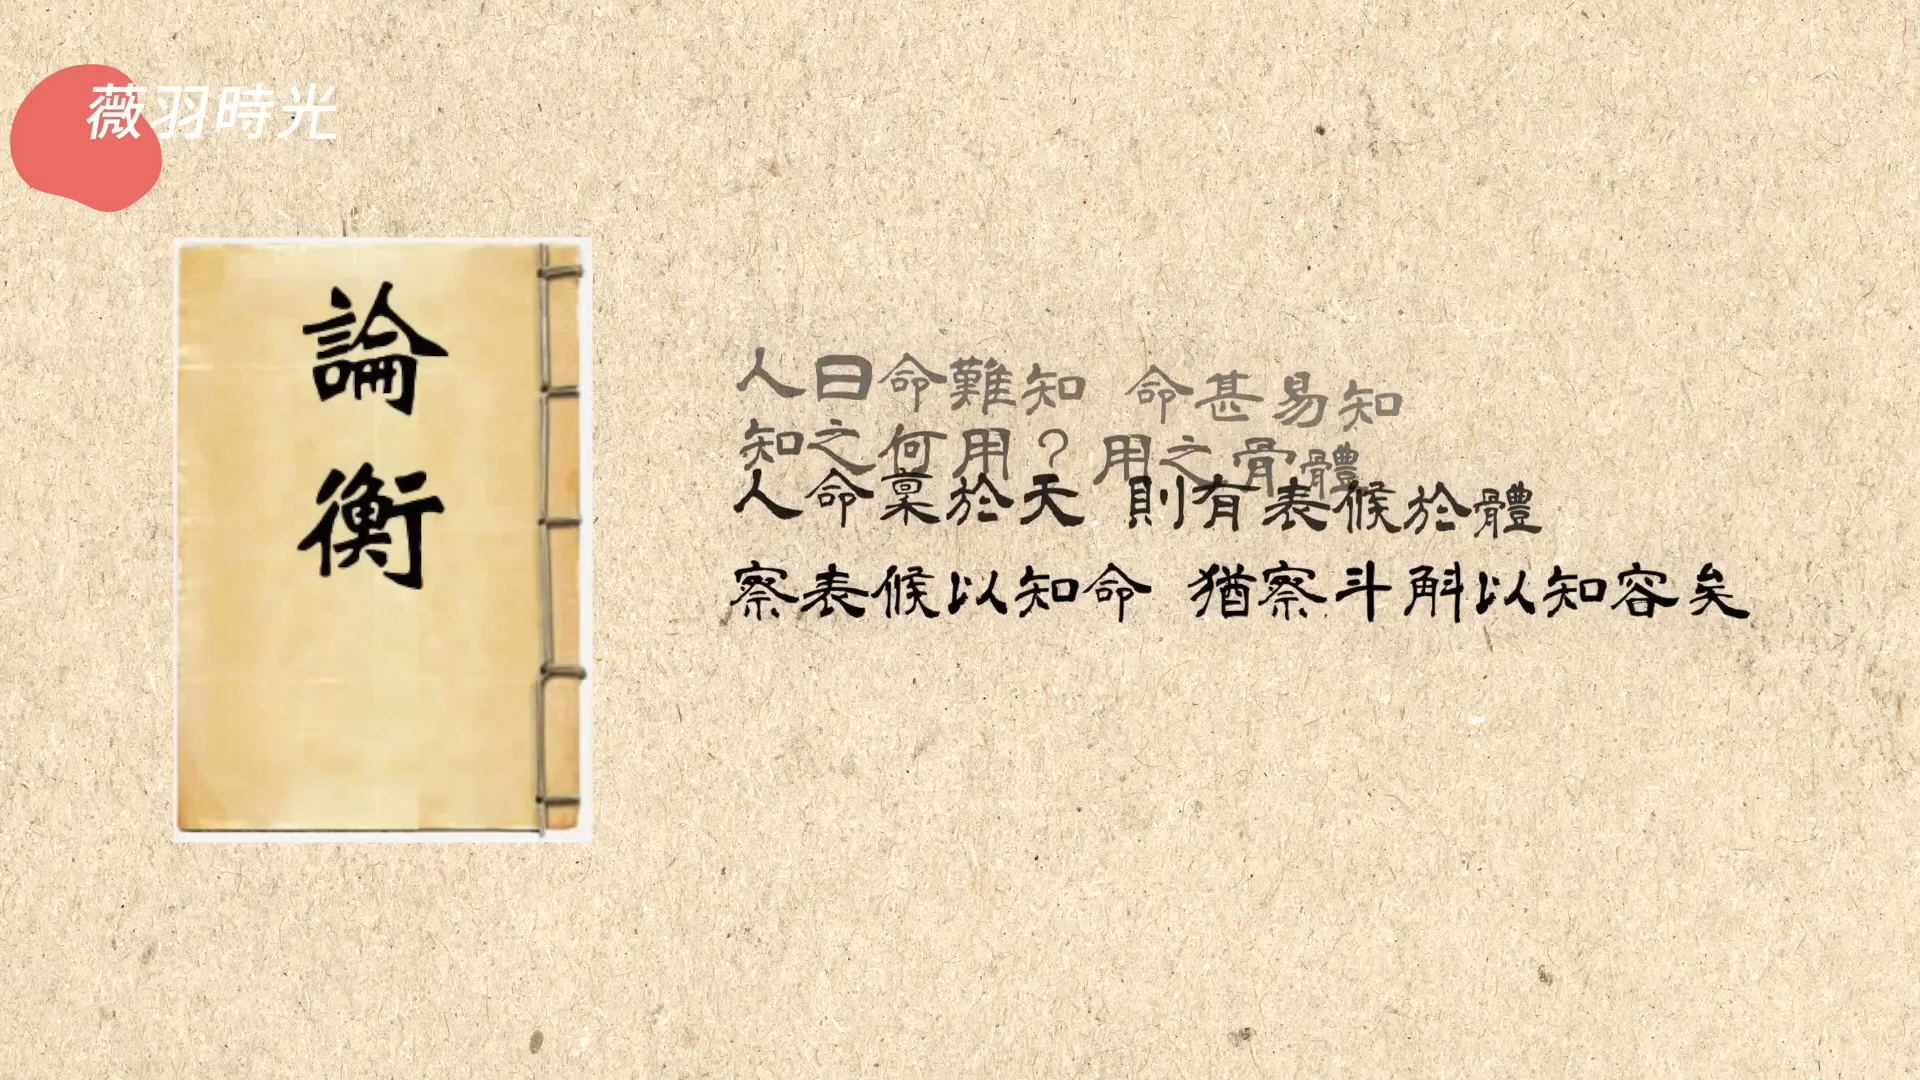 薇羽時光
論衡
人曰命難知 命甚易知
知之何用？用之骨體
人命稟於天 則有表候於體
察表候以知命 猶察斗斛以知容矣